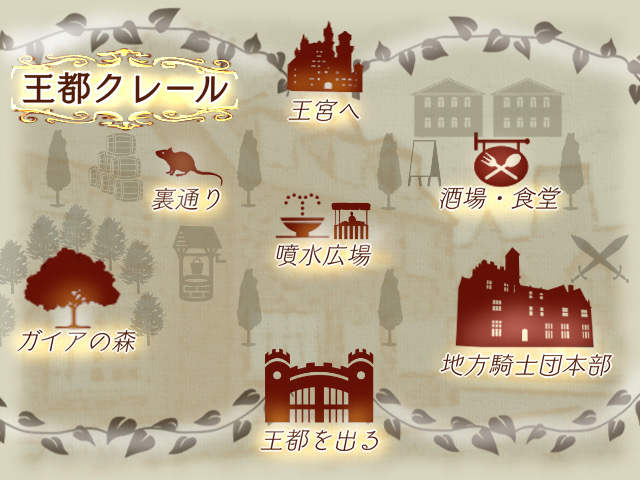 王都クレール
王宮へ
裏通り
酒場・食堂
噴水広場
ガイアの森
地方騎士団本部
王都を出る